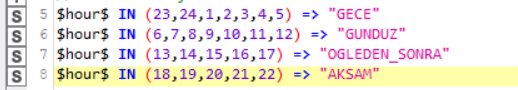 S 5 $hour$ IN (23,24,1,2,3,4,5) => "GECE"
S 6 $hour$ IN (6,7,8,9,10,11,12) => "GUNDUZ"
S 7 $hour$ IN (13,14,15,16,17) => "OGLEDEN_SONRA"
S 8 $hour$ IN (18,19,20,21,22) => "AKSAM"